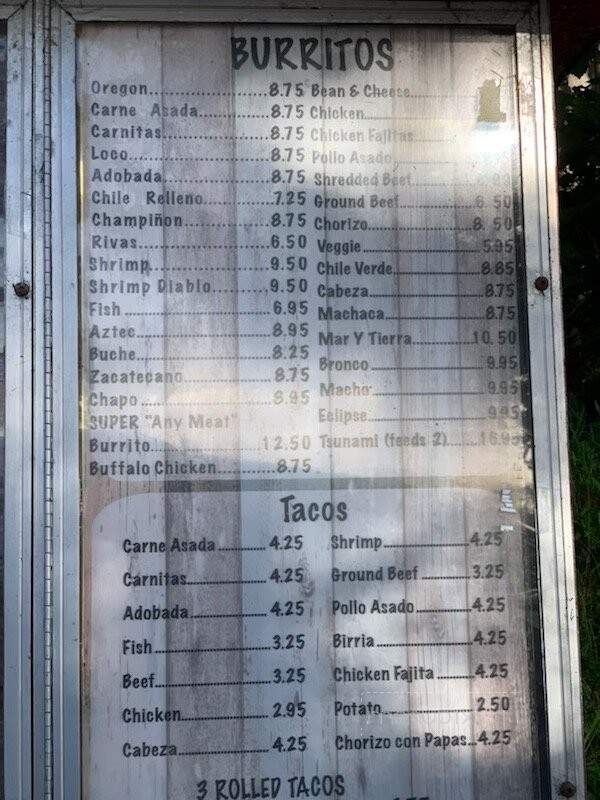 BURRITOS
Oregon 8.75
Carne Asada 8.75
Carnitas 8.75
Loco 8.75
Adobada 8.75
Chile Relleno 7.25
Champiñon 8.75
Rivas 6.50
Shrimp 9.50
Shrimp Diablo 9.50
Fish 6.95
Aztec 8.95
Buche 8.25
Zacatecano 8.75
Chapo 8.95
SUPER "Any Meat"
Burrito 12.50
Buffalo Chicken 8.75
Bean & Cheese
Chicken
Chicken Fajitas
Pollo Asado
Shredded Beef
Ground Beef 6.50
Chorizo 8.50
Veggie 5.95
Chile Verde 8.85
Cabeza 8.75
Machaca 8.75
Mar Y Tierra 10.50
Bronco 9.95
Macho 9.95
Eclipse 9.95
Tsunami (feeds 2) 16.95
Tacos
Carne Asada 4.25
Carnitas 4.25
Adobada 4.25
Fish 3.25
Beef 3.25
Chicken 2.95
Cabeza 4.25
Shrimp 4.25
Ground Beef 3.25
Pollo Asado 4.25
Birria 4.25
Chicken Fajita 4.25
Potato 2.50
Chorizo con Papas 4.25
3 ROLLED TACOS